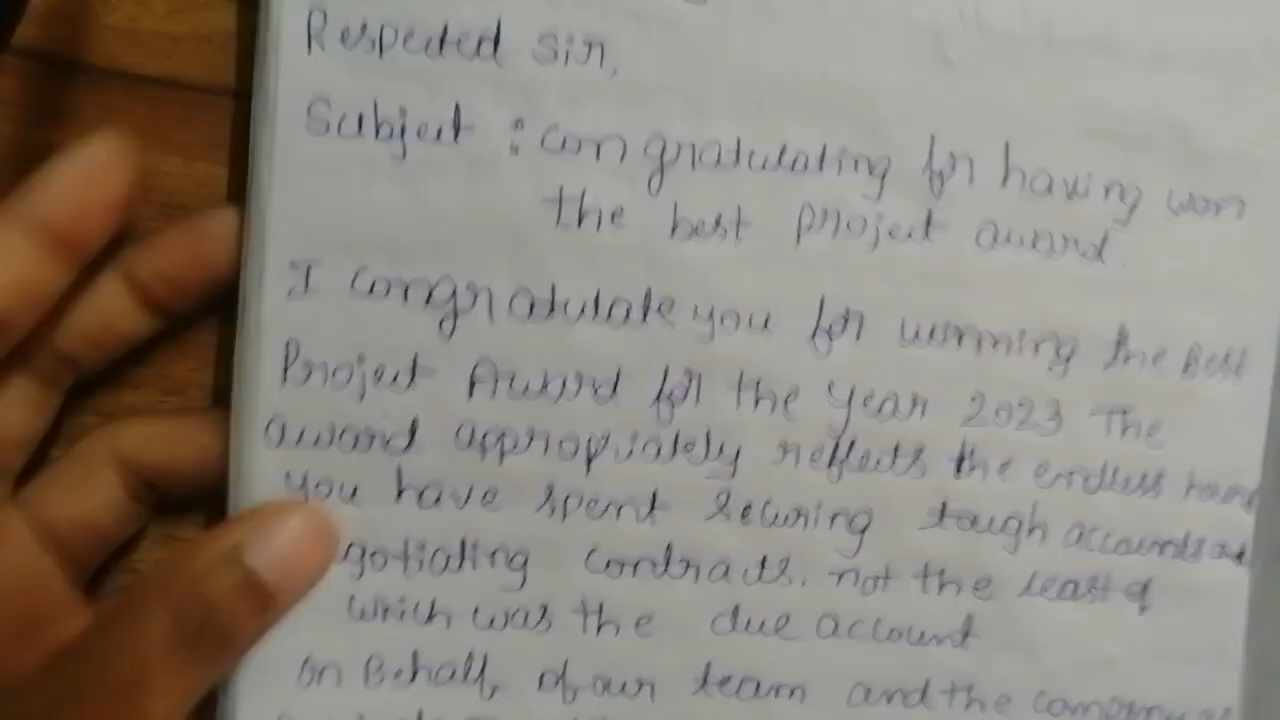 Respected sir,
Subject : congratulating for having won
the best project award.
I congratulate you for winning the Best
Project Award for the year 2023 The
award appropriately reflects the endless hours
you have spent securing tough accounts
gotiating contracts. not the least of
which was the due account
on Behalf, of our team and the